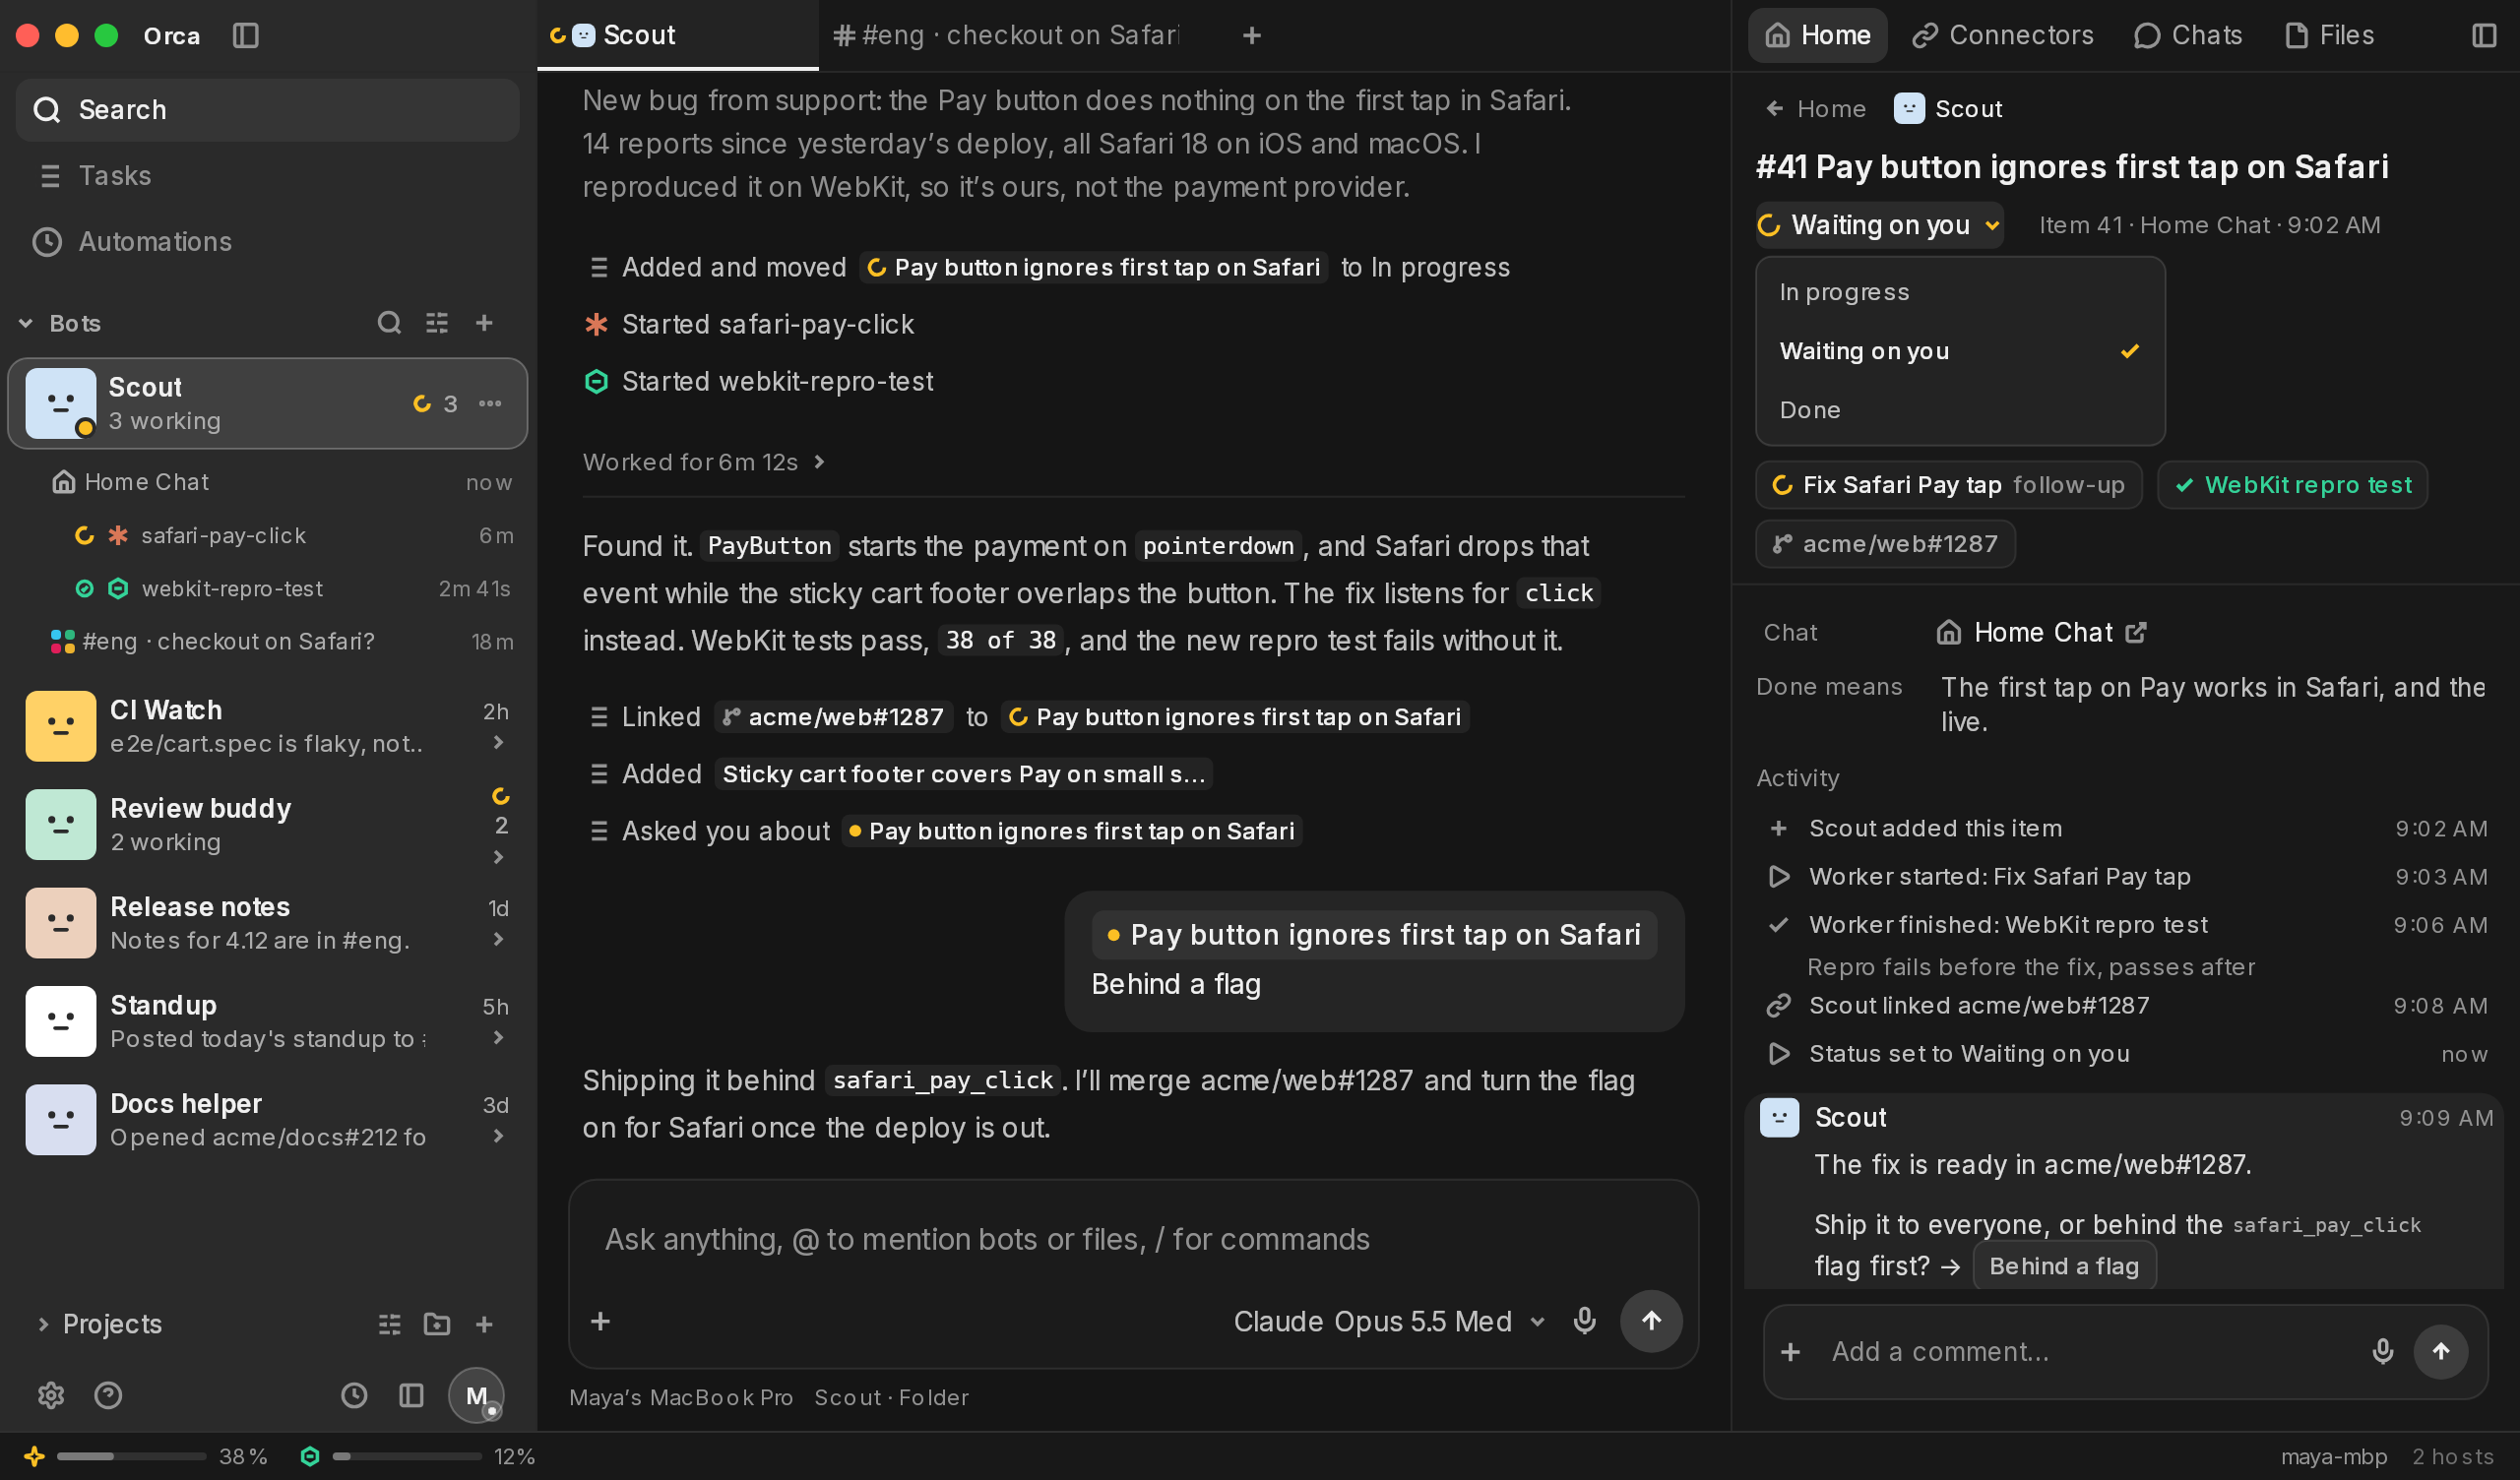 Orca
Search
Tasks
Automations
Bots
Scout
3 working
3
Home Chat
now
safari-pay-click
6m
webkit-repro-test
2m 41s
#eng · checkout on Safari?
18m
CI Watch
2h
e2e/cart.spec is flaky, not..
Review buddy
2
2 working
Release notes
1d
Notes for 4.12 are in #eng.
Standup
5h
Posted today's standup to
Docs helper
3d
Opened acme/docs#212 fo
Projects
M
38%
12%
Scout
#eng · checkout on Safari
New bug from support: the Pay button does nothing on the first tap in Safari.
14 reports since yesterday’s deploy, all Safari 18 on iOS and macOS. I
reproduced it on WebKit, so it’s ours, not the payment provider.
Added and moved Pay button ignores first tap on Safari to In progress
Started safari-pay-click
Started webkit-repro-test
Worked for 6m 12s
Found it. PayButton starts the payment on pointerdown, and Safari drops that
event while the sticky cart footer overlaps the button. The fix listens for click
instead. WebKit tests pass, 38 of 38, and the new repro test fails without it.
Linked acme/web#1287 to Pay button ignores first tap on Safari
Added Sticky cart footer covers Pay on small s...
Asked you about Pay button ignores first tap on Safari
Pay button ignores first tap on Safari
Behind a flag
Shipping it behind safari_pay_click. I’ll merge acme/web#1287 and turn the flag
on for Safari once the deploy is out.
Ask anything, @ to mention bots or files, / for commands
Claude Opus 5.5 Med
Maya’s MacBook Pro Scout · Folder
Home
Connectors
Chats
Files
Home
Scout
#41 Pay button ignores first tap on Safari
Waiting on you
Item 41 · Home Chat · 9:02 AM
In progress
Waiting on you
Done
Fix Safari Pay tap follow-up
WebKit repro test
acme/web#1287
Chat
Home Chat
Done means
The first tap on Pay works in Safari, and the
live.
Activity
Scout added this item
9:02 AM
Worker started: Fix Safari Pay tap
9:03 AM
Worker finished: WebKit repro test
9:06 AM
Repro fails before the fix, passes after
Scout linked acme/web#1287
9:08 AM
Status set to Waiting on you
now
Scout
9:09 AM
The fix is ready in acme/web#1287.
Ship it to everyone, or behind the safari_pay_click
flag first? → Behind a flag
Add a comment...
maya-mbp
2 hosts